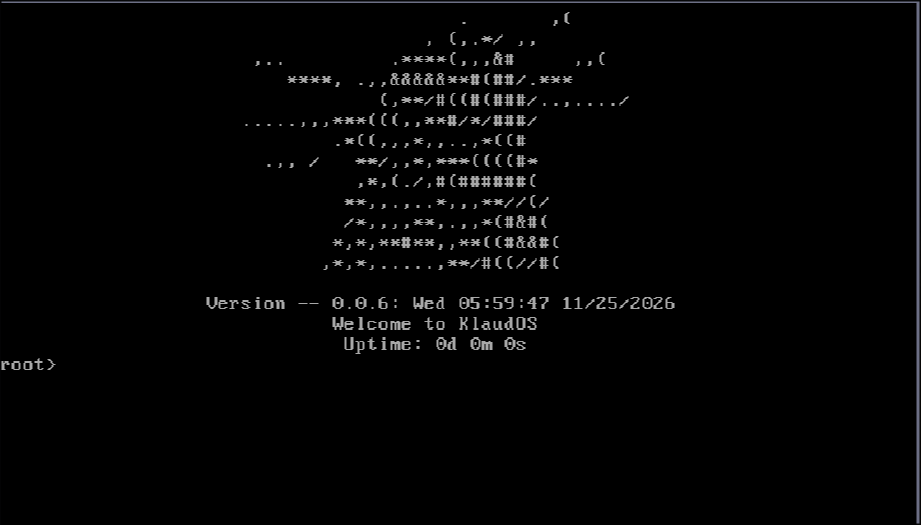 Version -- 0.0.6: Wed 05:59:47 11/25/2026
Welcome to KlaudOS
Uptime: 0d 0m 0s
root>